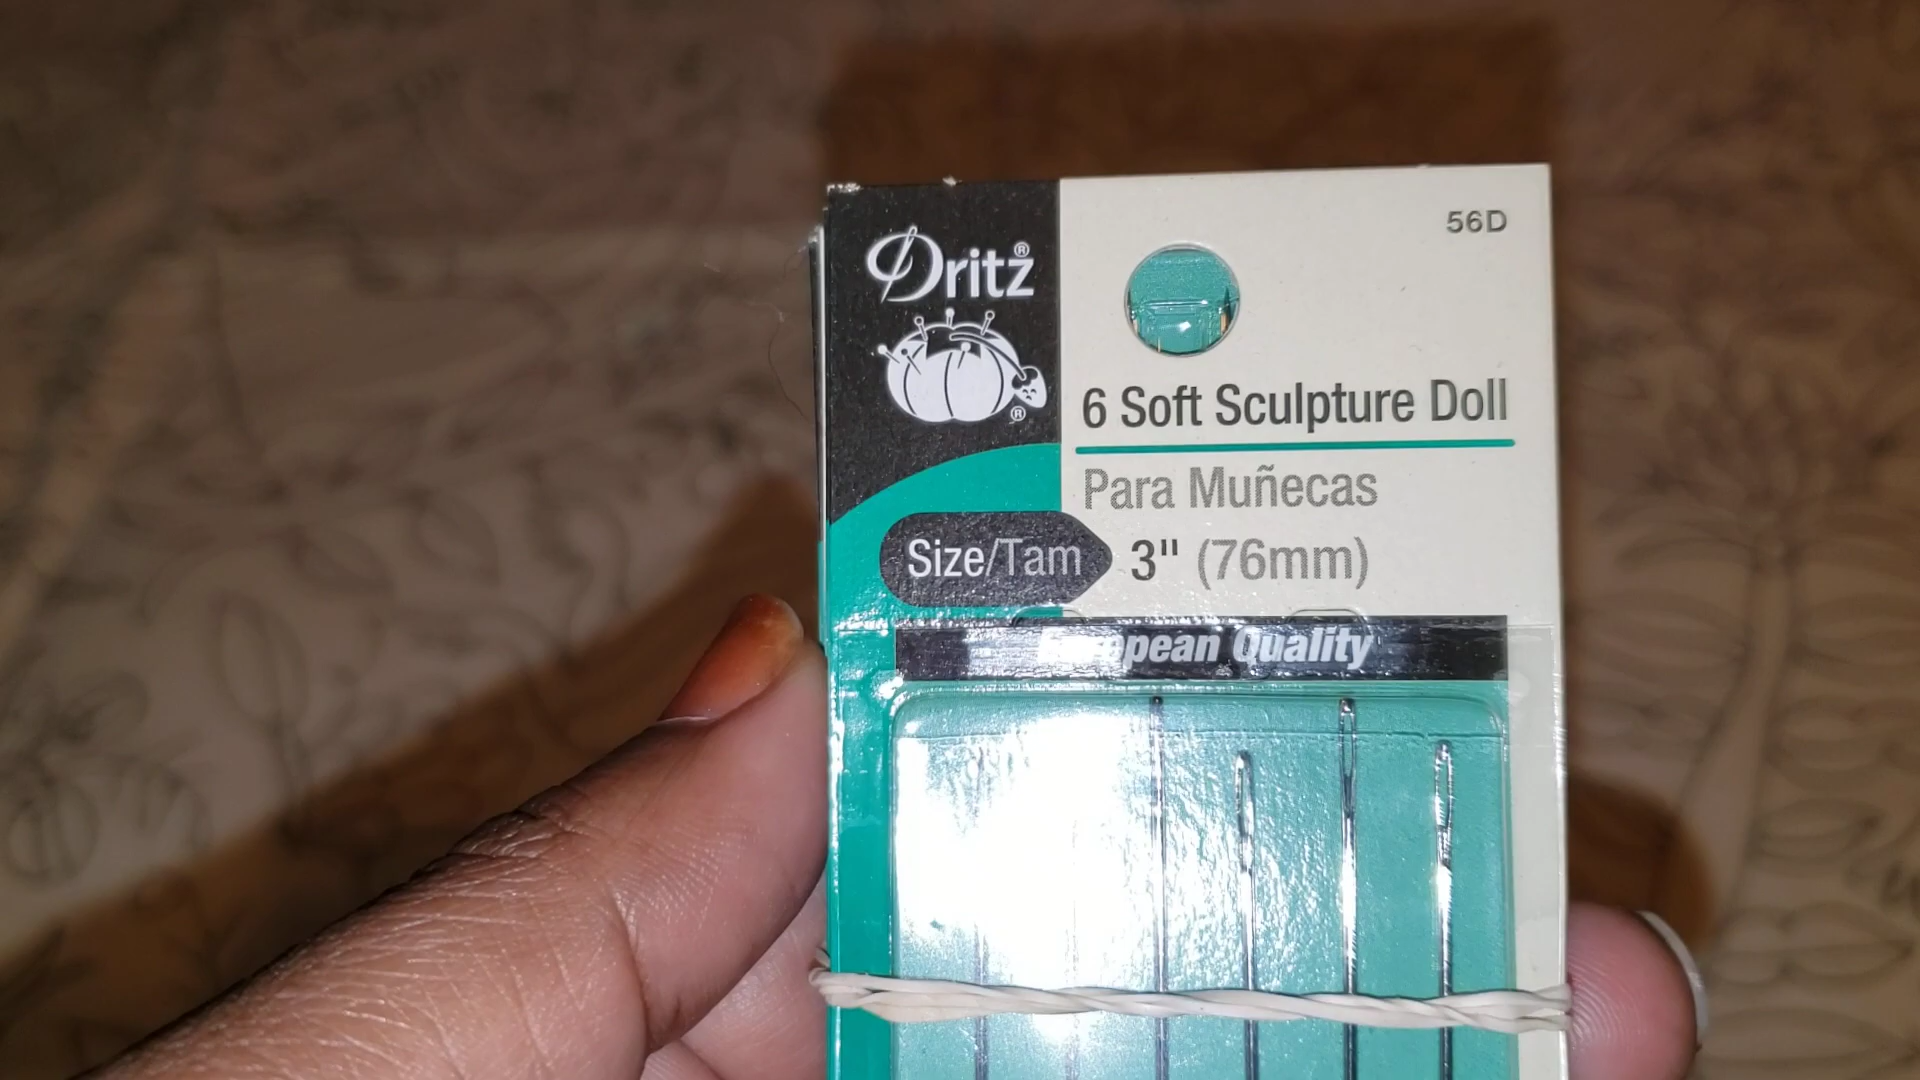 56D
Dritz®
®
6 Soft Sculpture Doll
Para Muñecas
Size/Tam 3" (76mm)
European Quality